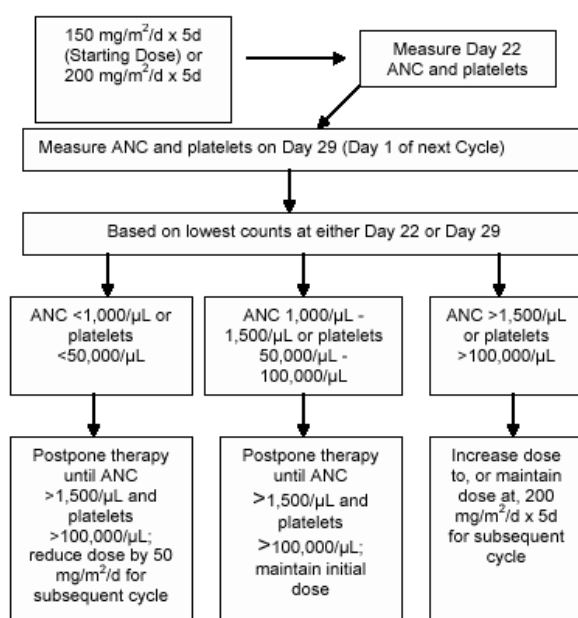 150 mg/m²/d x 5d
(Starting Dose) or
200 mg/m²/d x 5d
Measure Day 22
ANC and platelets
Measure ANC and platelets on Day 29 (Day 1 of next Cycle)
Based on lowest counts at either Day 22 or Day 29
ANC <1,000/µL or
platelets
<50,000/µL
ANC 1,000/µL -
1,500/µL or platelets
50,000/µL -
100,000/µL
ANC >1,500/µL
or platelets
>100,000/µL
Postpone therapy
until ANC
>1,500/µL and
platelets
>100,000/µL;
reduce dose by 50
mg/m²/d for
subsequent cycle
Postpone therapy
until ANC
>1,500/µL and
platelets
>100,000/µL;
maintain initial
dose
Increase dose
to, or maintain
dose at, 200
mg/m²/d x 5d
for subsequent
cycle